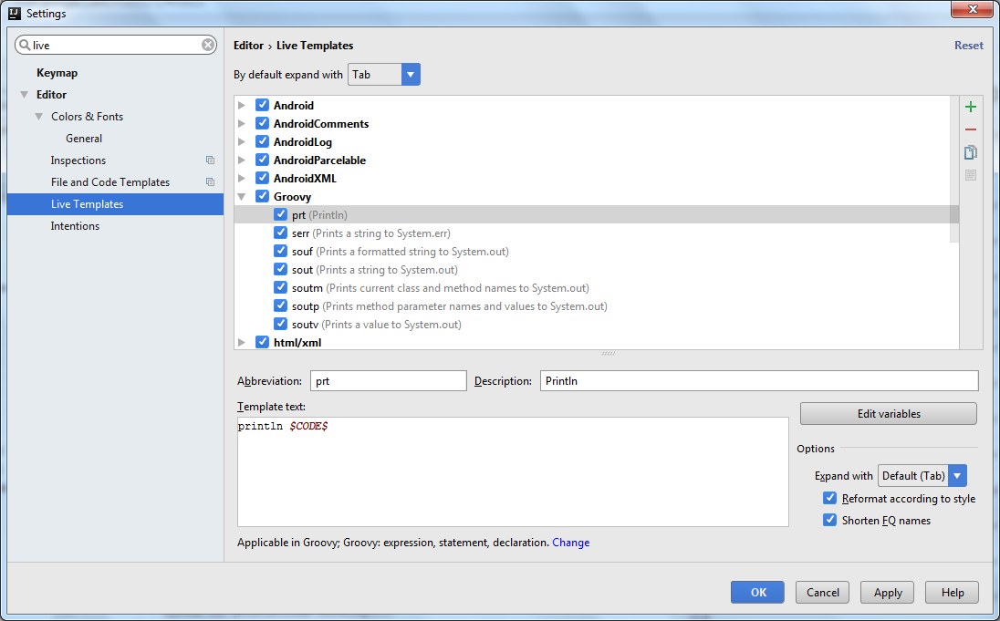 Settings
live
Keymap
Editor
Colors & Fonts
General
Inspections
File and Code Templates
Live Templates
Intentions
Editor › Live Templates
Reset
By default expand with Tab
Android
AndroidComments
AndroidLog
AndroidParcelable
AndroidXML
Groovy
prt (Println)
serr (Prints a string to System.err)
souf (Prints a formatted string to System.out)
sout (Prints a string to System.out)
soutm (Prints current class and method names to System.out)
soutp (Prints method parameter names and values to System.out)
soutv (Prints a value to System.out)
html/xml
Abbreviation: prt Description: Println
Template text:
println $CODE$
Edit variables
Options
Expand with Default (Tab)
Reformat according to style
Shorten FQ names
Applicable in Groovy; Groovy: expression, statement, declaration. Change
OK Cancel Apply Help